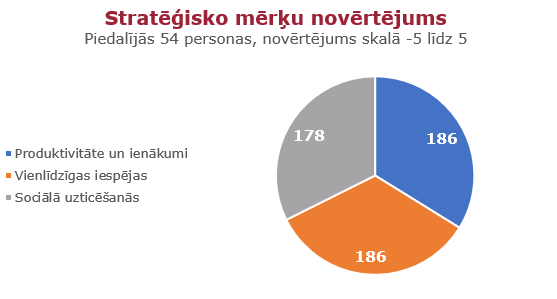 Stratēģisko mērķu novērtējums
Piedalījās 54 personas, novērtējums skalā -5 līdz 5
Produktivitāte un ienākumi
Vienlīdzīgas iespējas
Sociālā uzticēšanās
178
186
186